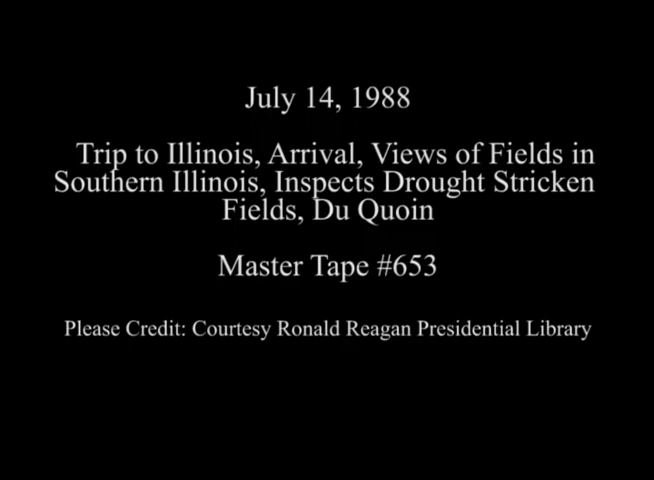 July 14, 1988
Trip to Illinois, Arrival, Views of Fields in
Southern Illinois, Inspects Drought Stricken
Fields, Du Quoin
Master Tape #653
Please Credit: Courtesy Ronald Reagan Presidential Library